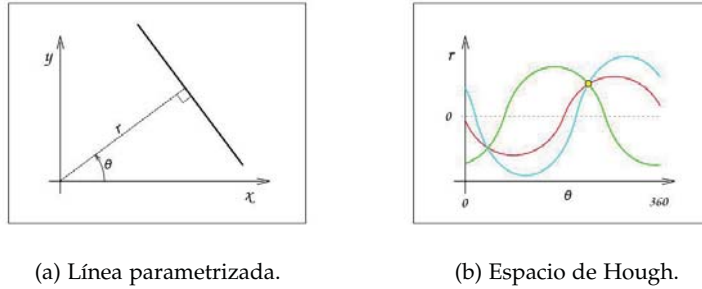 y
r
θ
x
r
0
0
θ
360
(a) Línea parametrizada.
(b) Espacio de Hough.